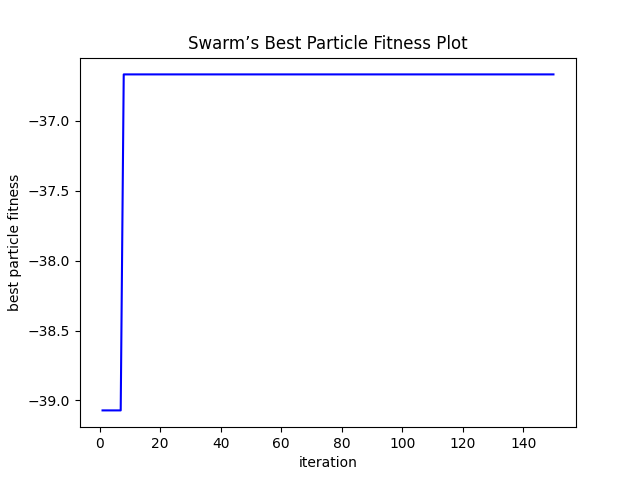 Swarm’s Best Particle Fitness Plot
best particle fitness
−37.0
−37.5
−38.0
−38.5
−39.0
0 20 40 60 80 100 120 140
iteration